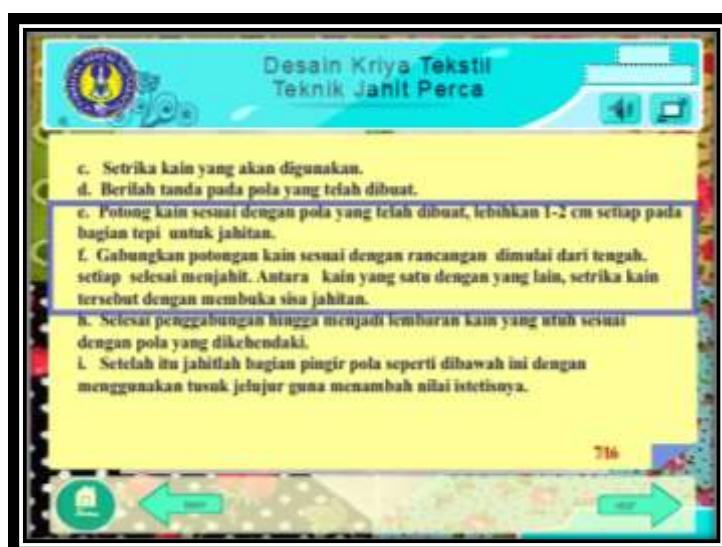 Desain Kriya Tekstil
Teknik Jahit Perca
c. Setrika kain yang akan digunakan.
d. Berilah tanda pada pola yang telah dibuat.
e. Potong kain sesuai dengan pola yang telah dibuat, lebihkan 1-2 cm setiap pada
bagian tepi untuk jahitan.
f. Gabungkan potongan kain sesuai dengan rancangan dimulai dari tengah.
setiap selesai menjahit. Antara kain yang satu dengan yang lain, setrika kain
tersebut dengan membuka sisa jahitan.
h. Selesai penggabungan hingga menjadi lembaran kain yang utuh sesuai
dengan pola yang dikehendaki.
i. Setelah itu jahitlah bagian pingir pola seperti dibawah ini dengan
menggunakan tusuk jelujur guna menambah nilai istetisnya.
7/16